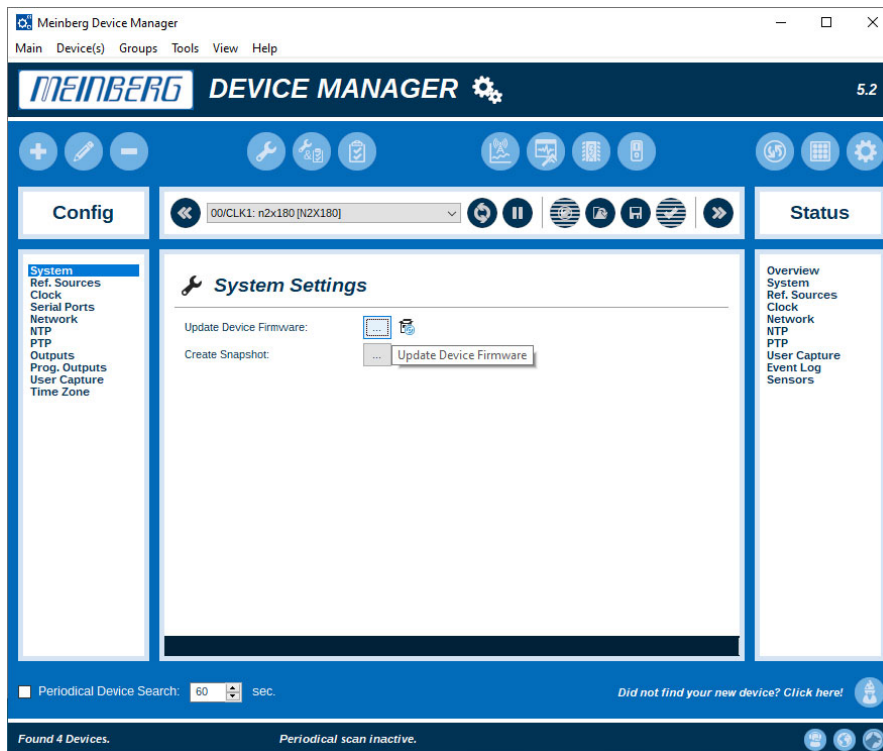 Meinberg Device Manager
Main Device(s) Groups Tools View Help
MEINBERG DEVICE MANAGER 5.2
Config
00/CLK1: n2x180 [N2X180]
Status
System
Ref. Sources
Clock
Serial Ports
Network
NTP
PTP
Outputs
Prog. Outputs
User Capture
Time Zone
System Settings
Update Device Firmware: ...
Create Snapshot: ... Update Device Firmware
Overview
System
Ref. Sources
Clock
Network
NTP
PTP
User Capture
Event Log
Sensors
Periodical Device Search: 60 sec.
Did not find your new device? Click here!
Found 4 Devices. Periodical scan inactive.